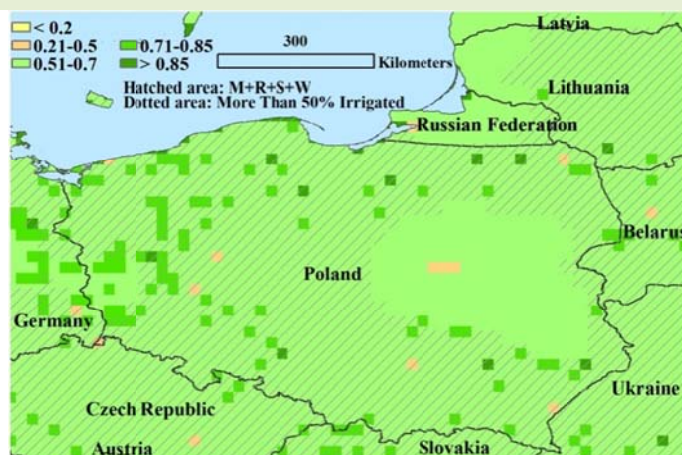 < 0.2
0.21-0.5
0.51-0.7
0.71-0.85
> 0.85
300
Kilometers
Hatched area: M+R+S+W
Dotted area: More Than 50% Irrigated
Latvia
Lithuania
Russian Federation
Belarus
Poland
Germany
Ukraine
Czech Republic
Austria
Slovakia